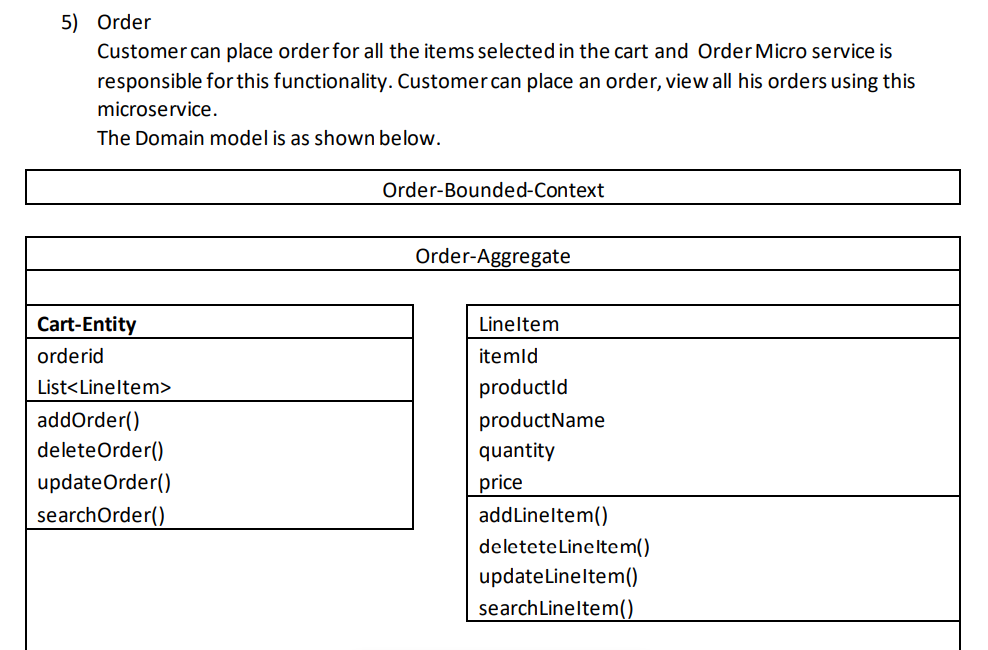 5) Order
Customer can place order for all the items selected in the cart and Order Micro service is
responsible for this functionality. Customer can place an order, view all his orders using this
microservice.
The Domain model is as shown below.
Order-Bounded-Context
Order-Aggregate
Cart-Entity
orderid
List<LineItem>
addOrder()
deleteOrder()
updateOrder()
searchOrder()
LineItem
itemId
productId
productName
quantity
price
addLineItem()
deleteteLineItem()
updateLineItem()
searchLineItem()